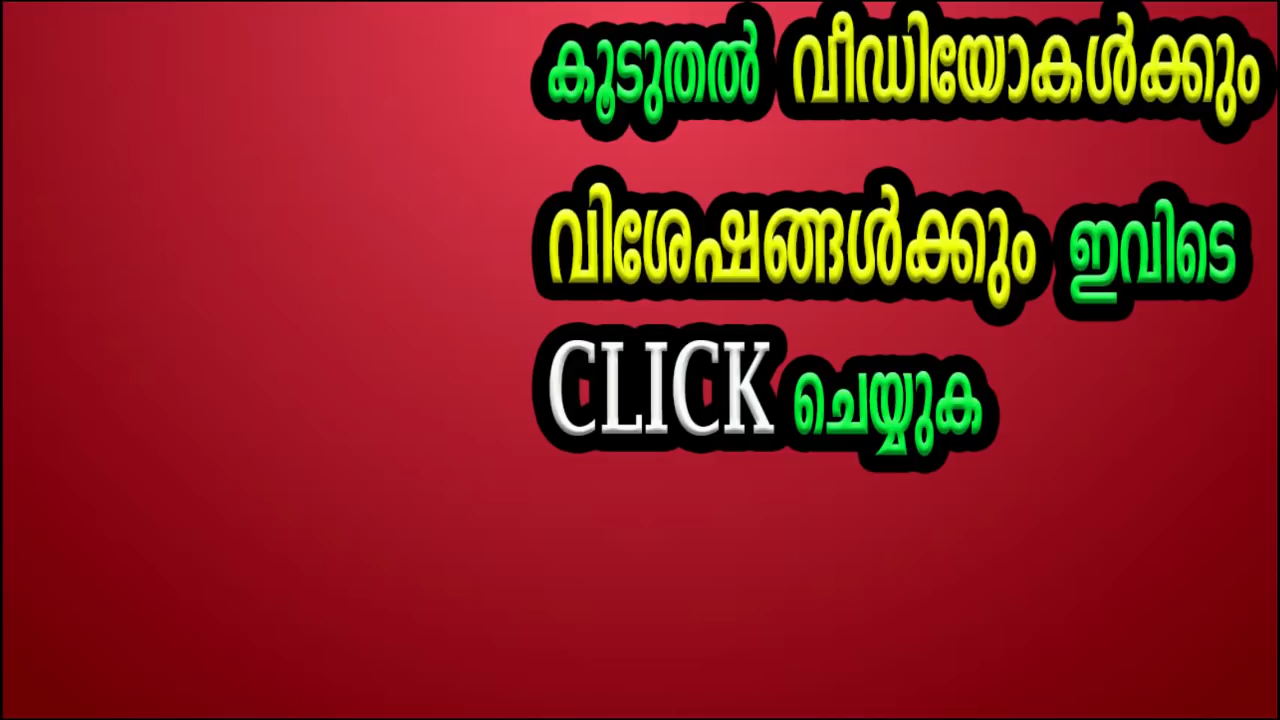 കൂടുതൽ വീഡിയോകൾക്കും
വിശേഷങ്ങൾക്കും ഇവിടെ
CLICK ചെയ്യുക